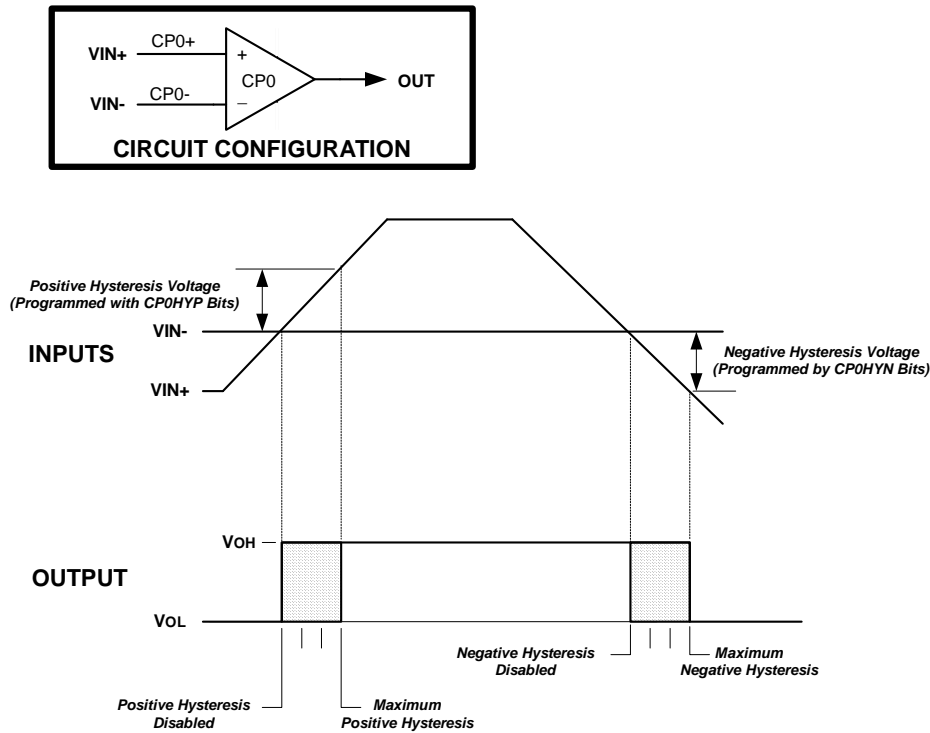 VIN+
CP0+
VIN-
CP0-
+
CP0
−
OUT
CIRCUIT CONFIGURATION
Positive Hysteresis Voltage
(Programmed with CP0HYP Bits)
VIN-
INPUTS
VIN+
Negative Hysteresis Voltage
(Programmed by CP0HYN Bits)
VOH
OUTPUT
VOL
Negative Hysteresis
Disabled
Maximum
Negative Hysteresis
Positive Hysteresis
Disabled
Maximum
Positive Hysteresis